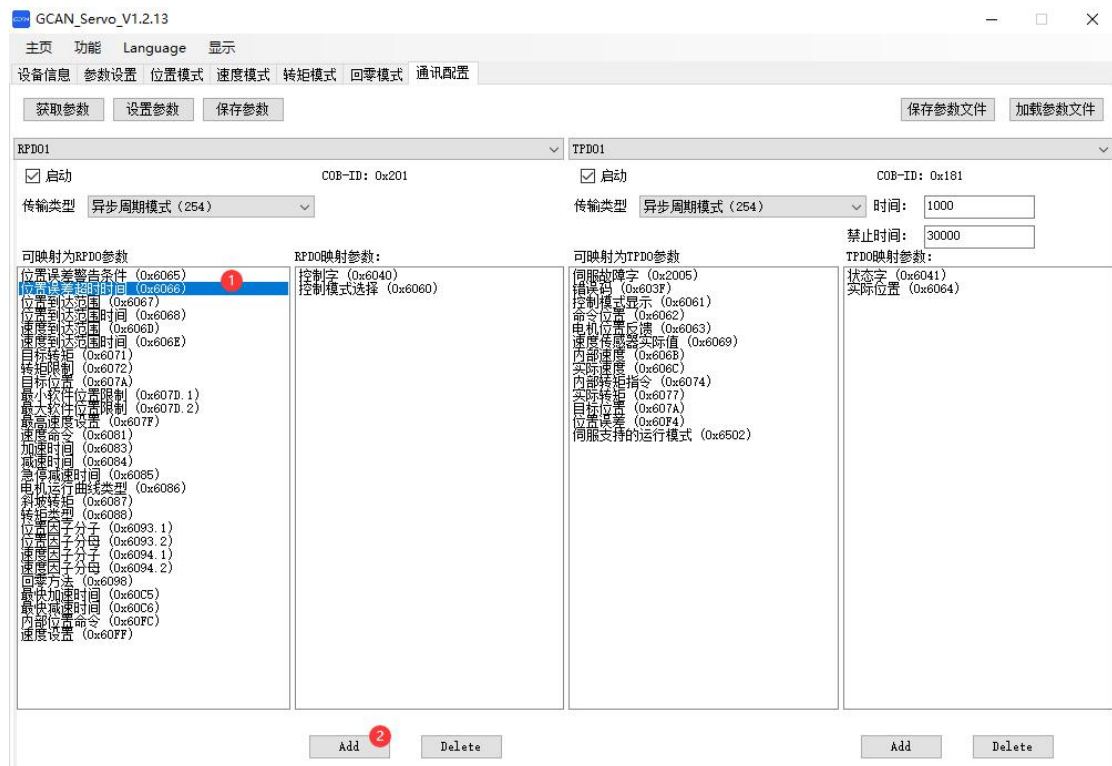 GCAN_Servo_V1.2.13
主页 功能 Language 显示
设备信息 参数设置 位置模式 速度模式 转矩模式 回零模式 通讯配置
获取参数 设置参数 保存参数 保存参数文件 加载参数文件
RPDO1 TPDO1
启动 COB-ID: 0x201 启动 COB-ID: 0x181
传输类型 异步周期模式 (254) 传输类型 异步周期模式 (254) 时间: 1000
禁止时间: 30000
可映射为RPDO参数 RPDO映射参数: 可映射为TPDO参数 TPDO映射参数:
位置误差警告条件 (0x6065)
位置误差超时时间 (0x6066)
位置到达范围 (0x6067)
位置到达范围时间 (0x6068)
速度到达范围 (0x606D)
速度到达范围时间 (0x606E)
目标转矩 (0x6071)
转矩限制 (0x6072)
目标位置 (0x607A)
最小软件位置限制 (0x607D.1)
最大软件位置限制 (0x607D.2)
最高速度设置 (0x607F)
速度命令 (0x6081)
加速时间 (0x6083)
减速时间 (0x6084)
急停减速时间 (0x6085)
电机运行曲线类型 (0x6086)
斜坡转矩 (0x6087)
转矩类型 (0x6088)
位置因子分子 (0x6093.1)
位置因子分母 (0x6093.2)
速度因子分子 (0x6094.1)
速度因子分母 (0x6094.2)
回零方法 (0x6098)
最快加速时间 (0x60C5)
最快减速时间 (0x60C6)
内部位置命令 (0x60FC)
速度设置 (0x60FF)
1
控制字 (0x6040)
控制模式选择 (0x6060)
伺服故障字 (0x2005)
错误码 (0x603F)
控制模式显示 (0x6061)
命令位置 (0x6062)
电机位置反馈 (0x6063)
速度传感器实际值 (0x6069)
内部速度 (0x606B)
实际速度 (0x606C)
内部转矩指令 (0x6074)
实际转矩 (0x6077)
目标位置 (0x607A)
位置误差 (0x60F4)
伺服支持的运行模式 (0x6502)
状态字 (0x6041)
实际位置 (0x6064)
Add 2 Delete Add Delete